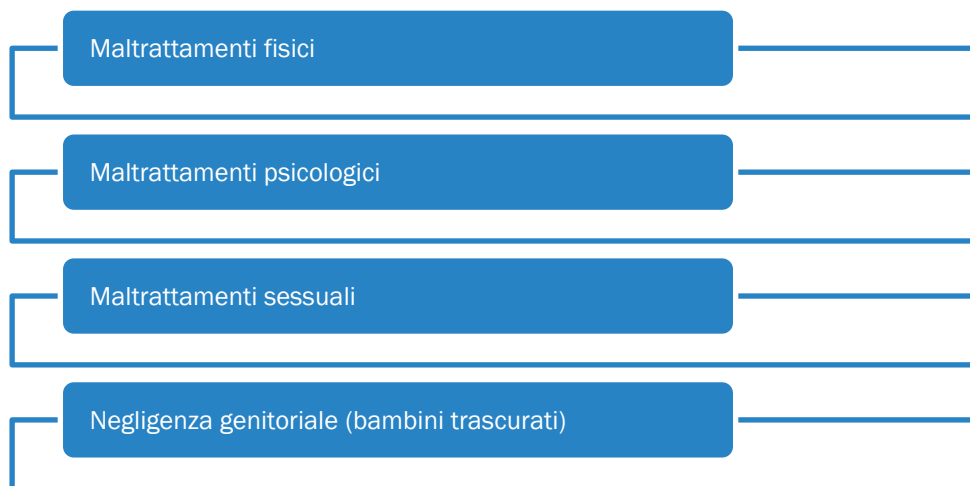 Maltrattamenti fisici
Maltrattamenti psicologici
Maltrattamenti sessuali
Negligenza genitoriale (bambini trascurati)